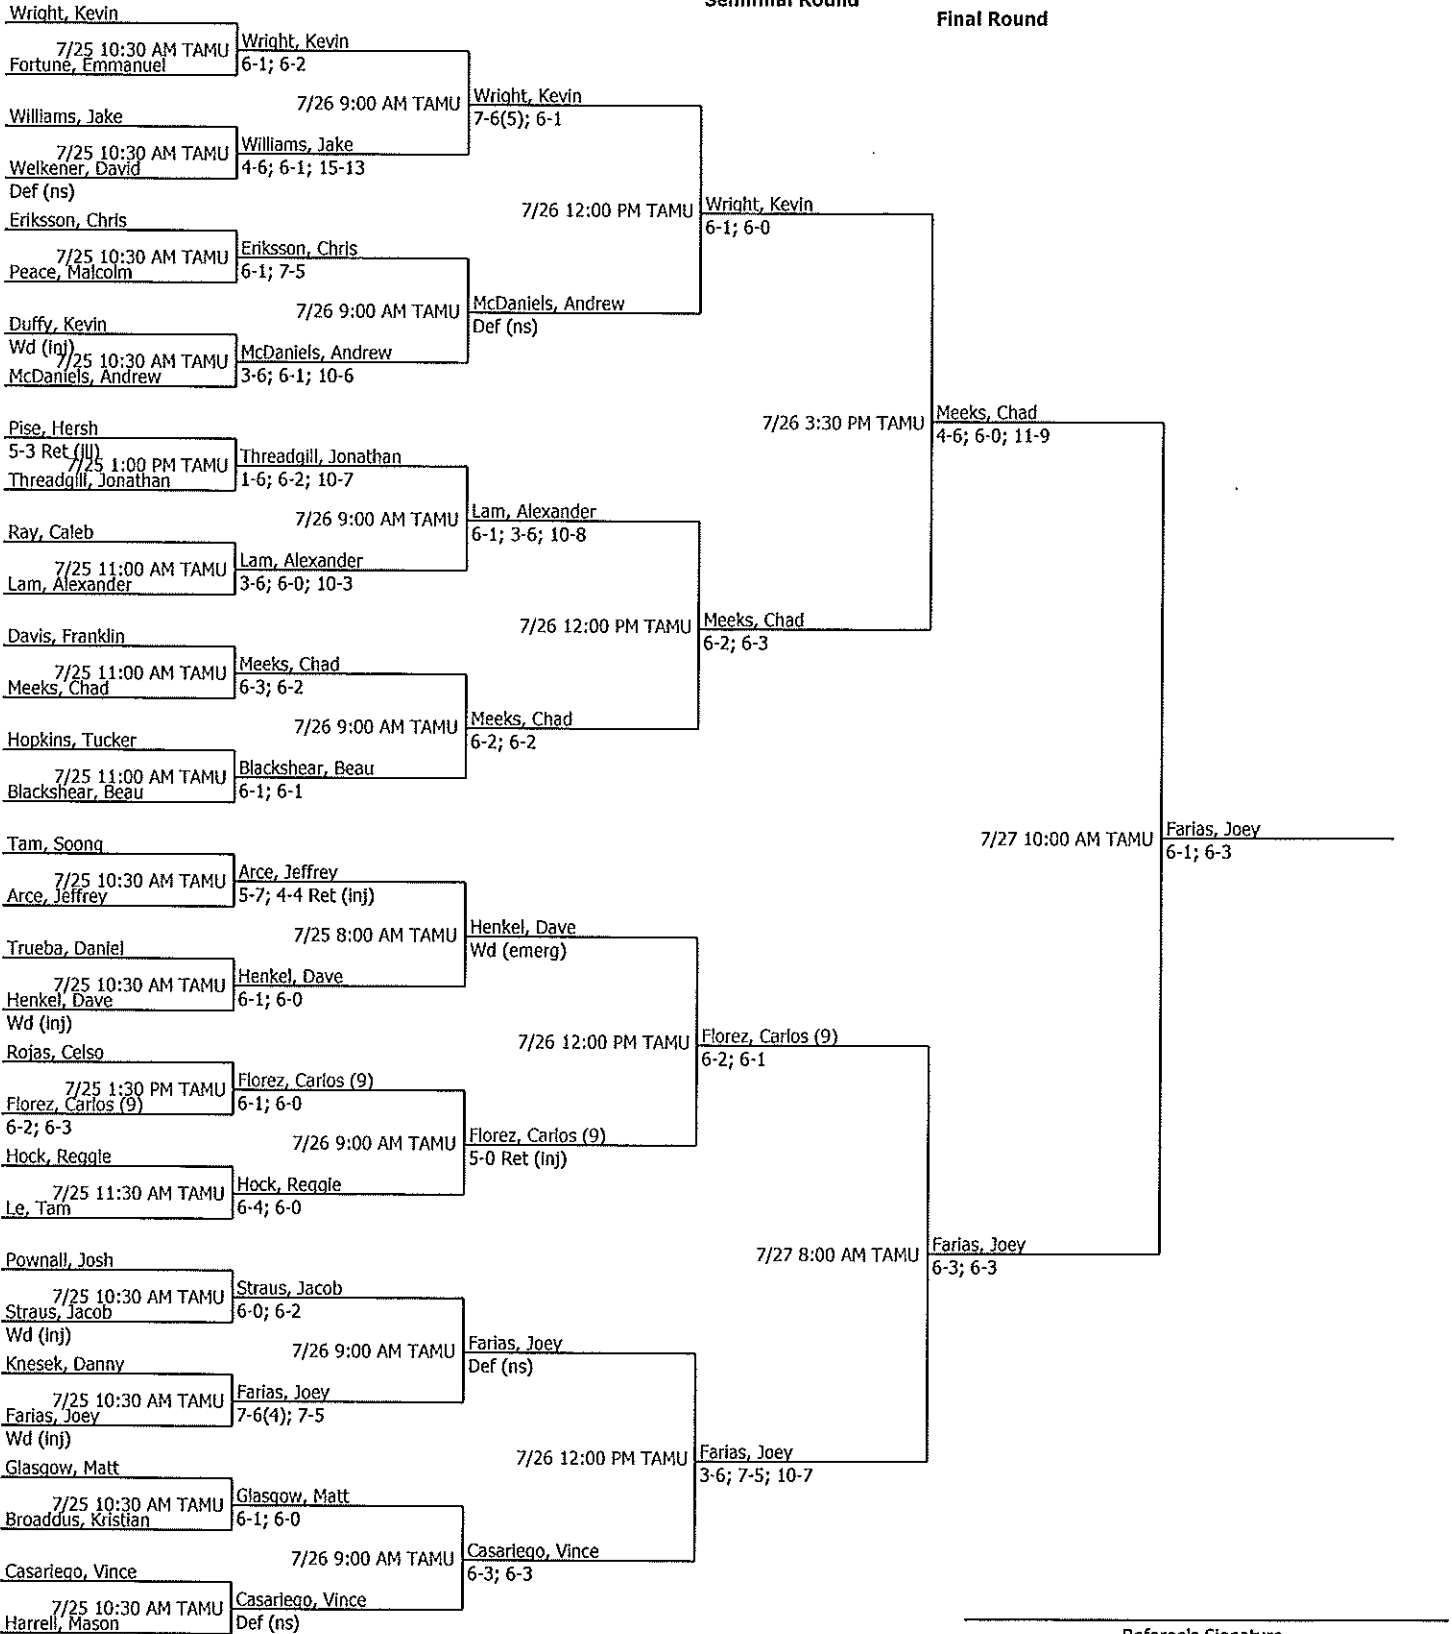 Semifinal Round
Final Round
Wright, Kevin
7/25 10:30 AM TAMU
Fortune, Emmanuel
Wright, Kevin
6-1; 6-2
7/26 9:00 AM TAMU
Wright, Kevin
7-6(5); 6-1
Williams, Jake
7/25 10:30 AM TAMU
Welkener, David
Def (ns)
Williams, Jake
4-6; 6-1; 15-13
7/26 12:00 PM TAMU
Wright, Kevin
6-1; 6-0
Eriksson, Chris
7/25 10:30 AM TAMU
Peace, Malcolm
Eriksson, Chris
6-1; 7-5
7/26 9:00 AM TAMU
McDaniels, Andrew
Def (ns)
Duffy, Kevin
Wd (inj)
7/25 10:30 AM TAMU
McDaniels, Andrew
McDaniels, Andrew
3-6; 6-1; 10-6
7/26 3:30 PM TAMU
Meeks, Chad
4-6; 6-0; 11-9
Pise, Hersh
5-3 Ret (ill)
7/25 1:00 PM TAMU
Threadgill, Jonathan
Threadgill, Jonathan
1-6; 6-2; 10-7
7/26 9:00 AM TAMU
Lam, Alexander
6-1; 3-6; 10-8
Ray, Caleb
7/25 11:00 AM TAMU
Lam, Alexander
Lam, Alexander
3-6; 6-0; 10-3
7/26 12:00 PM TAMU
Meeks, Chad
6-2; 6-3
Davis, Franklin
7/25 11:00 AM TAMU
Meeks, Chad
Meeks, Chad
6-3; 6-2
7/26 9:00 AM TAMU
Meeks, Chad
6-2; 6-2
Hopkins, Tucker
7/25 11:00 AM TAMU
Blackshear, Beau
Blackshear, Beau
6-1; 6-1
7/27 10:00 AM TAMU
Farias, Joey
6-1; 6-3
Tam, Soong
7/25 10:30 AM TAMU
Arce, Jeffrey
Arce, Jeffrey
5-7; 4-4 Ret (inj)
7/25 8:00 AM TAMU
Henkel, Dave
Wd (emerg)
Trueba, Daniel
7/25 10:30 AM TAMU
Henkel, Dave
Wd (inj)
Henkel, Dave
6-1; 6-0
7/26 12:00 PM TAMU
Florez, Carlos (9)
6-2; 6-1
Rojas, Celso
7/25 1:30 PM TAMU
Florez, Carlos (9)
6-2; 6-3
Florez, Carlos (9)
6-1; 6-0
7/26 9:00 AM TAMU
Florez, Carlos (9)
5-0 Ret (inj)
Hock, Reggie
7/25 11:30 AM TAMU
Le, Tam
Hock, Reggie
6-4; 6-0
7/27 8:00 AM TAMU
Farias, Joey
6-3; 6-3
Pownall, Josh
7/25 10:30 AM TAMU
Straus, Jacob
Wd (inj)
Straus, Jacob
6-0; 6-2
7/26 9:00 AM TAMU
Farias, Joey
Def (ns)
Knesek, Danny
7/25 10:30 AM TAMU
Farias, Joey
Wd (inj)
Farias, Joey
7-6(4); 7-5
7/26 12:00 PM TAMU
Farias, Joey
3-6; 7-5; 10-7
Glasgow, Matt
7/25 10:30 AM TAMU
Broaddus, Kristian
Glasgow, Matt
6-1; 6-0
7/26 9:00 AM TAMU
Casariego, Vince
6-3; 6-3
Casariego, Vince
7/25 10:30 AM TAMU
Harrell, Mason
Casariego, Vince
Def (ns)
Referee's Signature